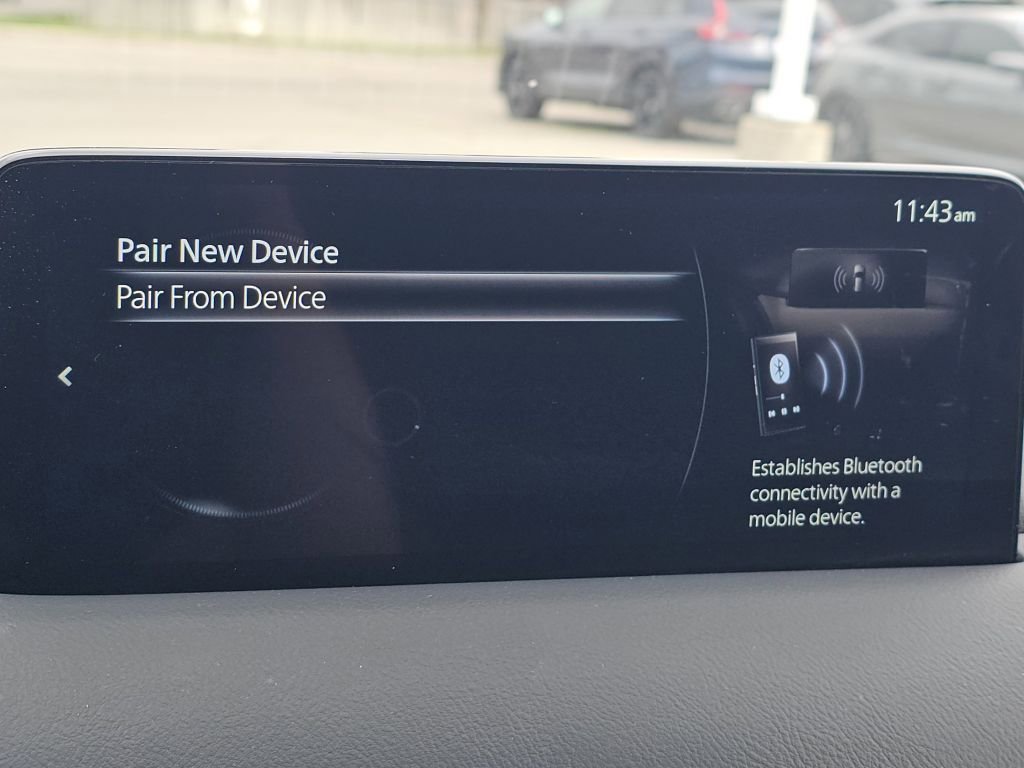 11:43am
Pair New Device
Pair From Device
Establishes Bluetooth
connectivity with a
mobile device.